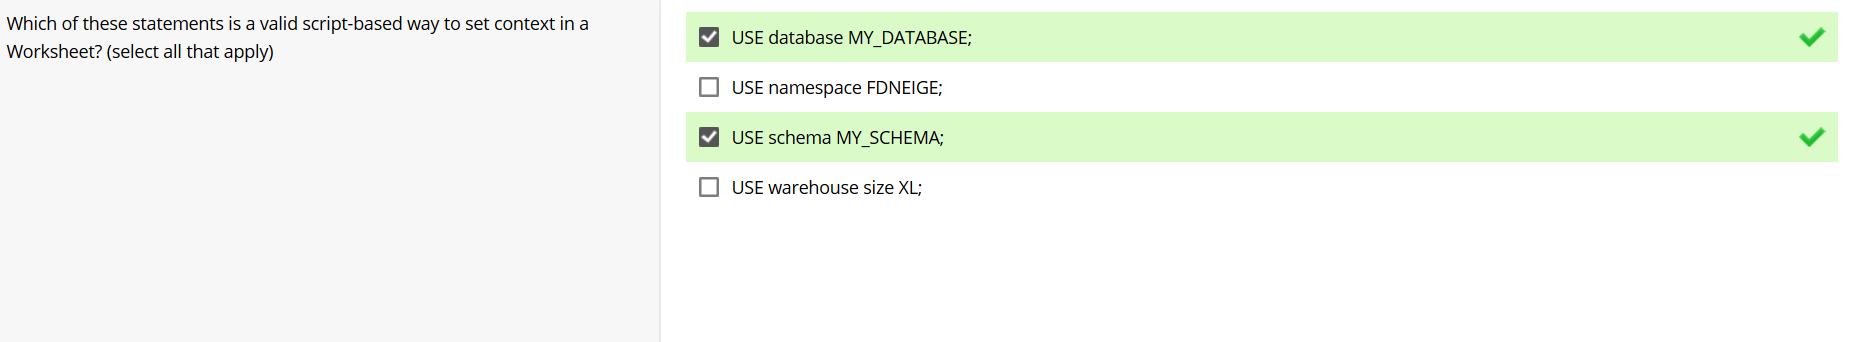 Which of these statements is a valid script-based way to set context in a
Worksheet? (select all that apply)
USE database MY_DATABASE;
USE namespace FDNEIGE;
USE schema MY_SCHEMA;
USE warehouse size XL;